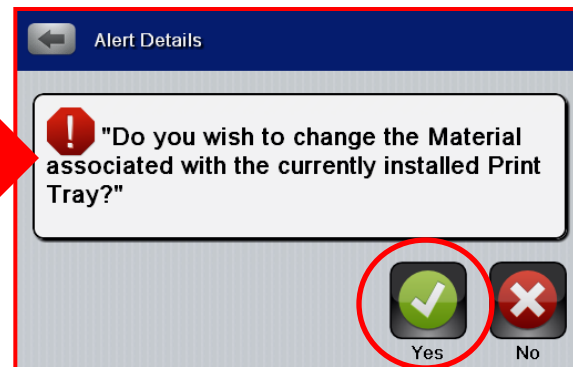 Alert Details
"Do you wish to change the Material
associated with the currently installed Print
Tray?"
Yes No